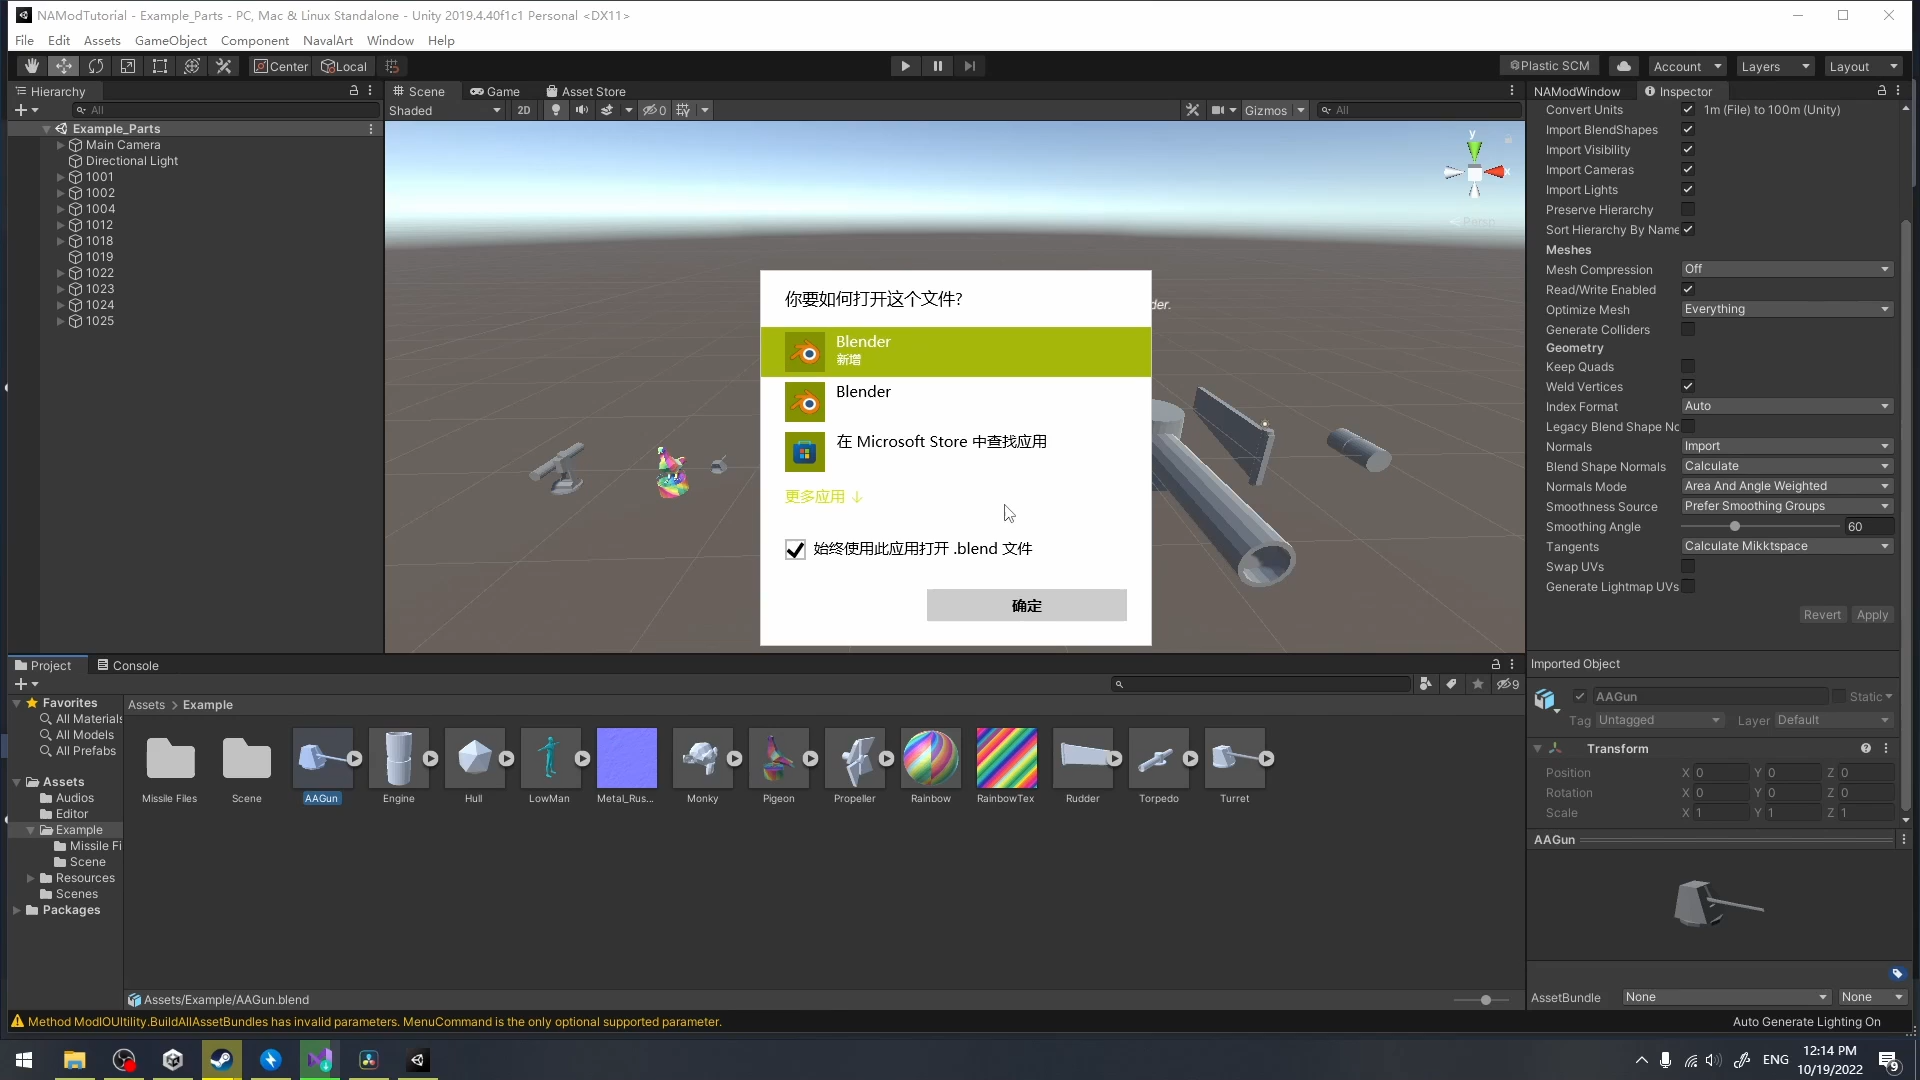 NAModTutorial - Example_Parts - PC, Mac & Linux Standalone - Unity 2019.4.40f1c1 Personal <DX11>
File Edit Assets GameObject Component NavalArt Window Help
Center Local
Plastic SCM Account Layers Layout
Hierarchy
All
Example_Parts
Main Camera
Directional Light
1001
1002
1004
1012
1018
1019
1022
1023
1024
1025
Scene Game Asset Store
Shaded 2D 0 Gizmos All
y
x
Persp
der.
你要如何打开这个文件?
Blender
新增
Blender
在 Microsoft Store 中查找应用
更多应用 ↓
始终使用此应用打开 .blend 文件
确定
NAModWindow Inspector
Convert Units 1m (File) to 100m (Unity)
Import BlendShapes
Import Visibility
Import Cameras
Import Lights
Preserve Hierarchy
Sort Hierarchy By Name
Meshes
Mesh Compression Off
Read/Write Enabled
Optimize Mesh Everything
Generate Colliders
Geometry
Keep Quads
Weld Vertices
Index Format Auto
Legacy Blend Shape No
Normals Import
Blend Shape Normals Calculate
Normals Mode Area And Angle Weighted
Smoothness Source Prefer Smoothing Groups
Smoothing Angle 60
Tangents Calculate Mikktspace
Swap UVs
Generate Lightmap UVs
Revert Apply
Imported Object
AAGun Static
Tag Untagged Layer Default
Transform
Position X 0 Y 0 Z 0
Rotation X 0 Y 0 Z 0
Scale X 1 Y 1 Z 1
AAGun
AssetBundle None None
Project Console
9
Favorites
All Materials
All Models
All Prefabs
Assets
Audios
Editor
Example
Missile Fi
Scene
Resources
Scenes
Packages
Assets > Example
Missile Files Scene AAGun Engine Hull LowMan Metal_Rus... Monky Pigeon Propeller Rainbow RainbowTex Rudder Torpedo Turret
Assets/Example/AAGun.blend
Method ModIOUltility.BuildAllAssetBundles has invalid parameters. MenuCommand is the only optional supported parameter.
Auto Generate Lighting On
ENG
12:14 PM
10/19/2022
9